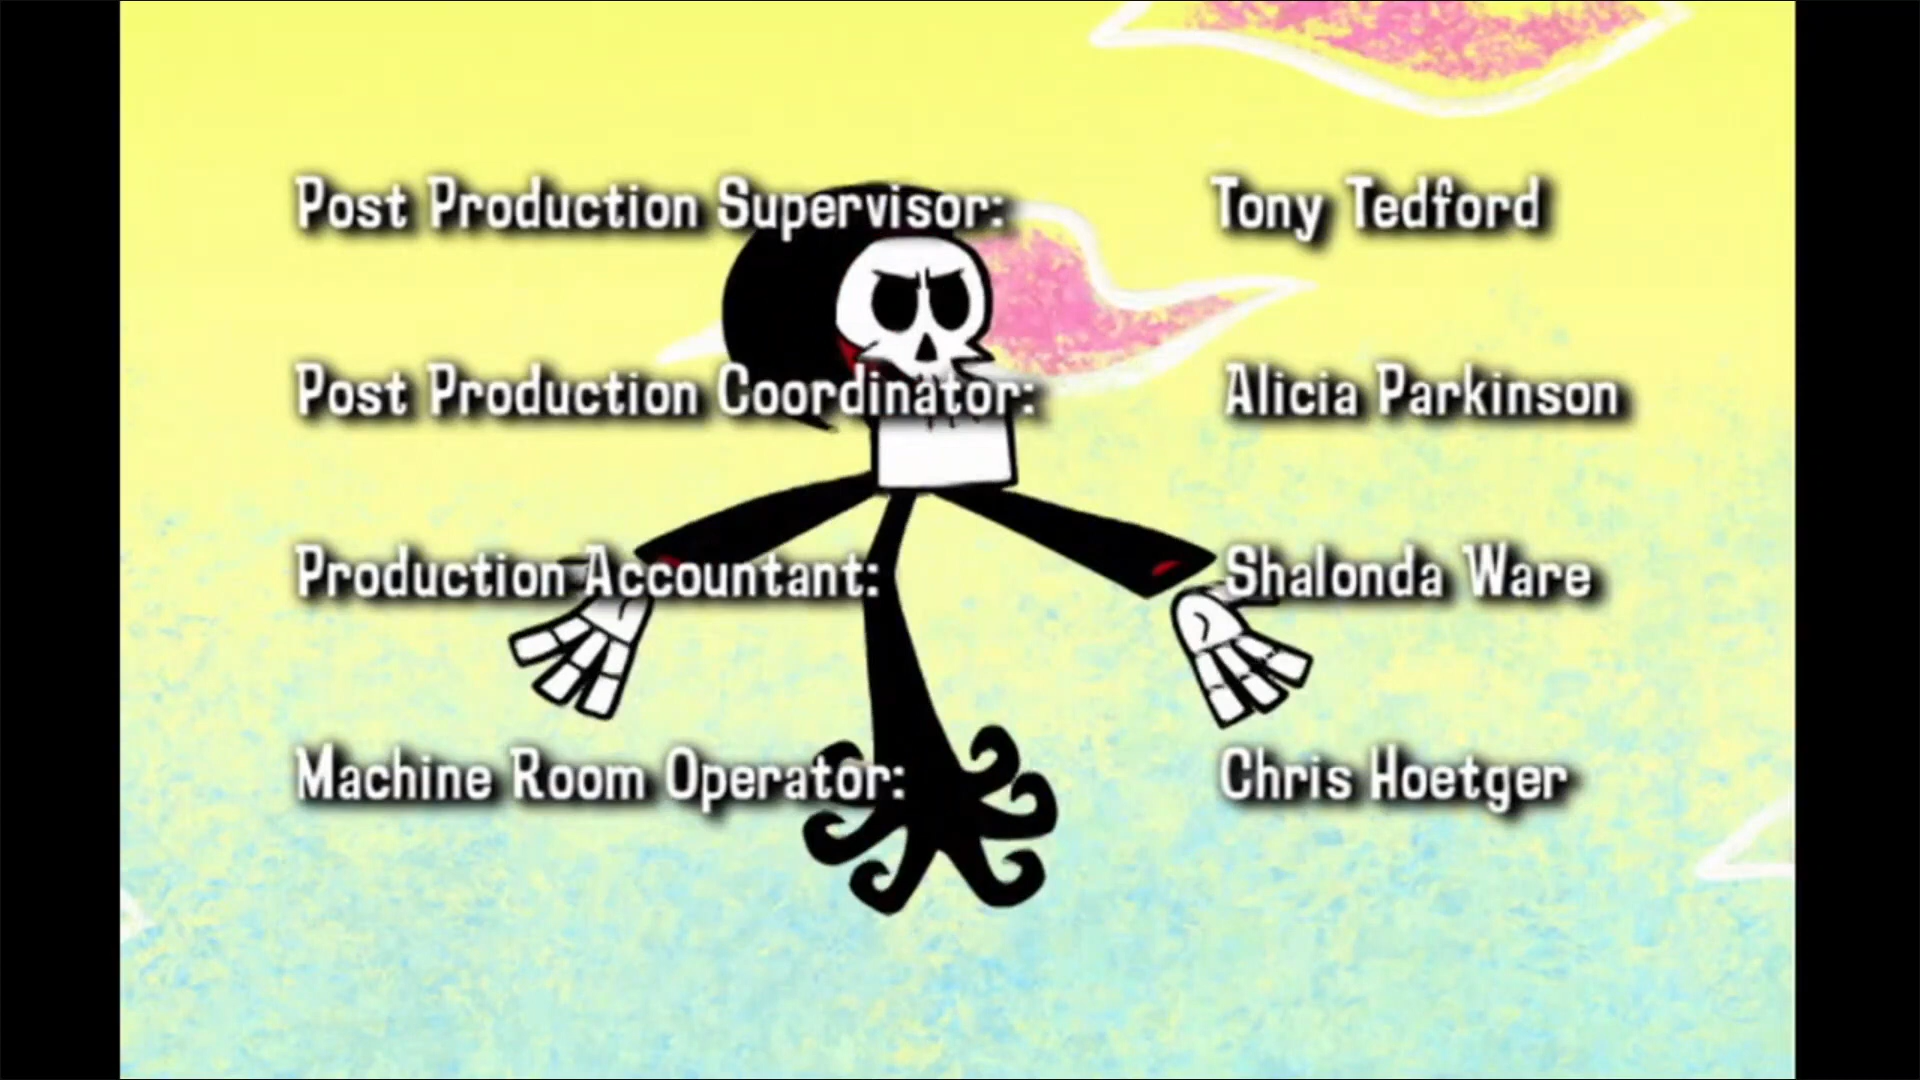 Post Production Supervisor: Tony Tedford
Post Production Coordinator: Alicia Parkinson
Production Accountant: Shalonda Ware
Machine Room Operator: Chris Hoetger